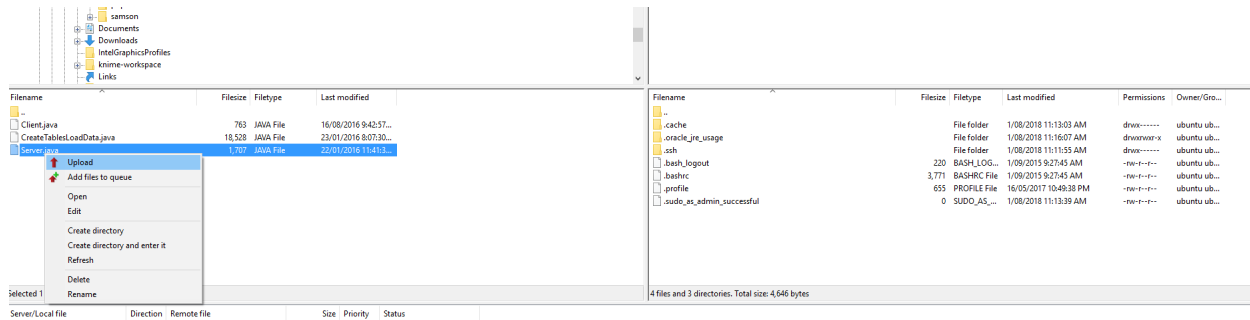 samson
Documents
Downloads
IntelGraphicsProfiles
knime-workspace
Links
Filename Filesize Filetype Last modified
..
Client.java 763 JAVA File 16/08/2016 9:42:57...
CreateTablesLoadData.java 18,528 JAVA File 23/01/2016 8:07:30...
Server.java 1,707 JAVA File 22/01/2016 11:41:3...
Upload
Add files to queue
Open
Edit
Create directory
Create directory and enter it
Refresh
Delete
Rename
Selected 1
Filename Filesize Filetype Last modified Permissions Owner/Gro...
..
.cache File folder 1/08/2018 11:13:03 AM drwx------ ubuntu ub...
.oracle_jre_usage File folder 1/08/2018 11:16:07 AM drwxrwxr-x ubuntu ub...
.ssh File folder 1/08/2018 11:11:55 AM drwx------ ubuntu ub...
.bash_logout 220 BASH_LOG... 1/09/2015 9:27:45 AM -rw-r--r-- ubuntu ub...
.bashrc 3,771 BASHRC File 1/09/2015 9:27:45 AM -rw-r--r-- ubuntu ub...
.profile 655 PROFILE File 16/05/2017 10:49:38 PM -rw-r--r-- ubuntu ub...
.sudo_as_admin_successful 0 SUDO_AS_... 1/08/2018 11:13:39 AM -rw-r--r-- ubuntu ub...
4 files and 3 directories. Total size: 4,646 bytes
Server/Local file Direction Remote file Size Priority Status